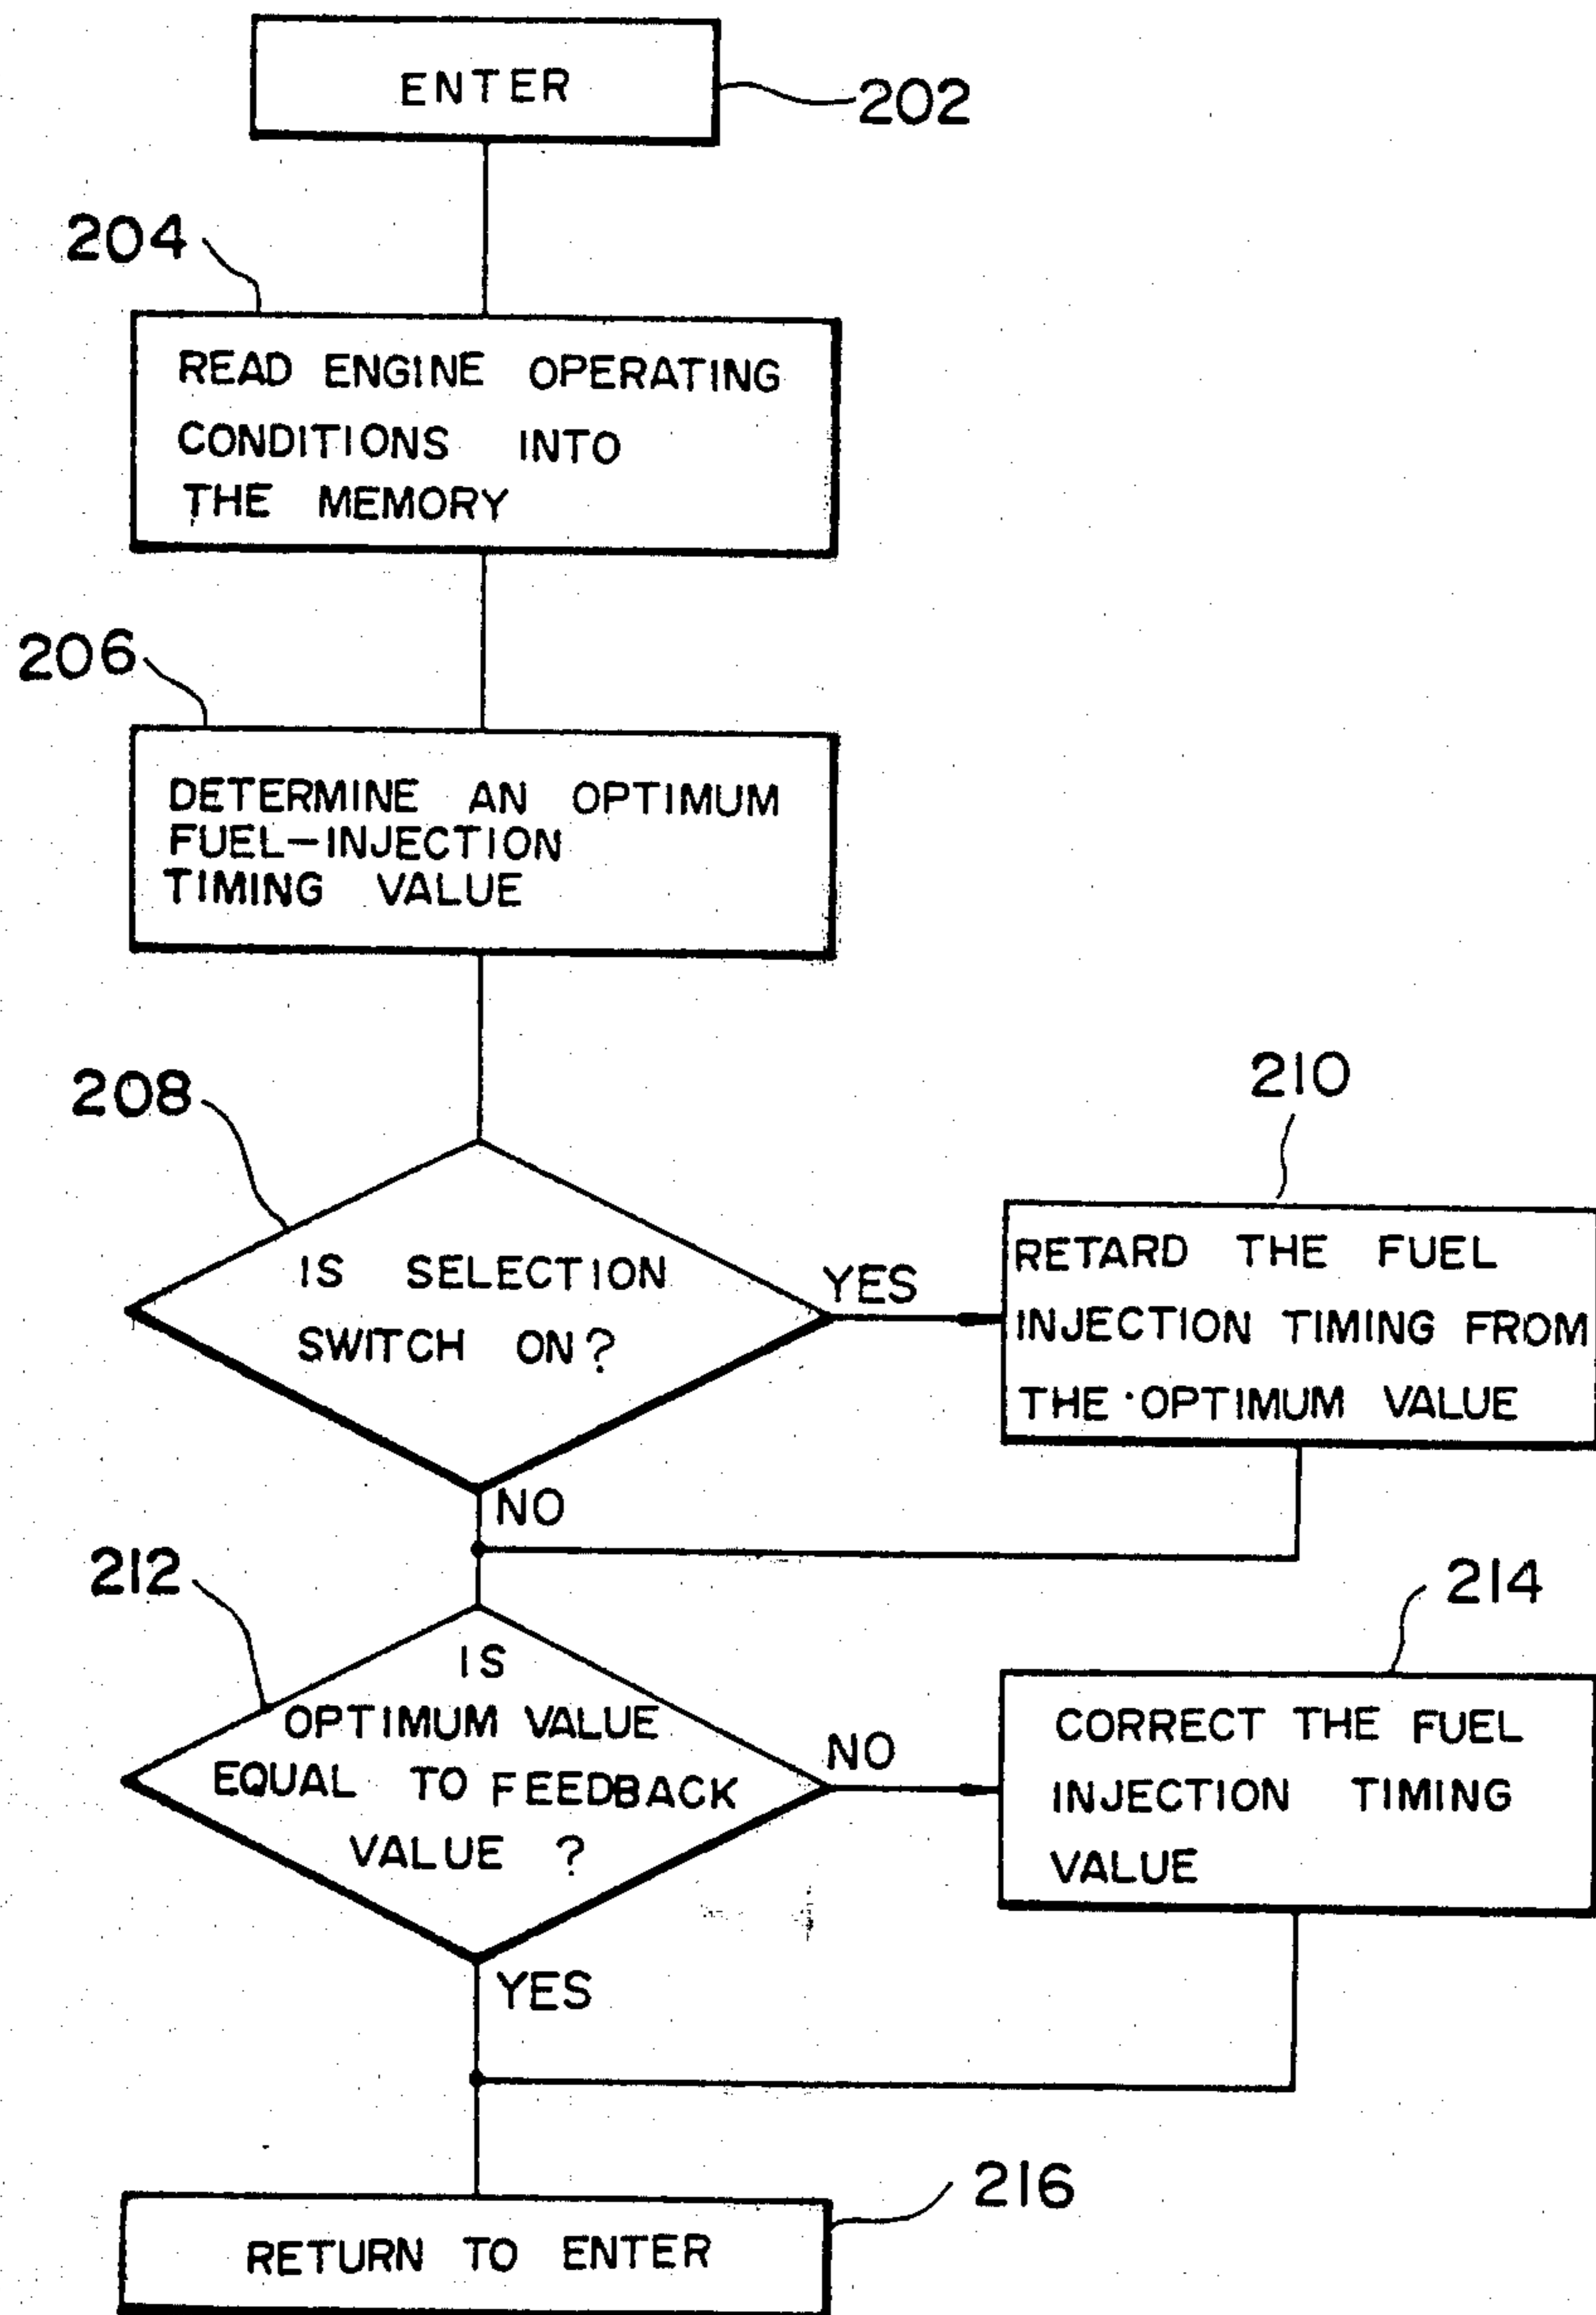 ENTER
202
204
READ ENGINE OPERATING
CONDITIONS INTO
THE MEMORY
206
DETERMINE AN OPTIMUM
FUEL-INJECTION
TIMING VALUE
208
IS SELECTION
SWITCH ON?
YES
210
RETARD THE FUEL
INJECTION TIMING FROM
THE OPTIMUM VALUE
NO
212
IS
OPTIMUM VALUE
EQUAL TO FEEDBACK
VALUE ?
NO
214
CORRECT THE FUEL
INJECTION TIMING
VALUE
YES
216
RETURN TO ENTER